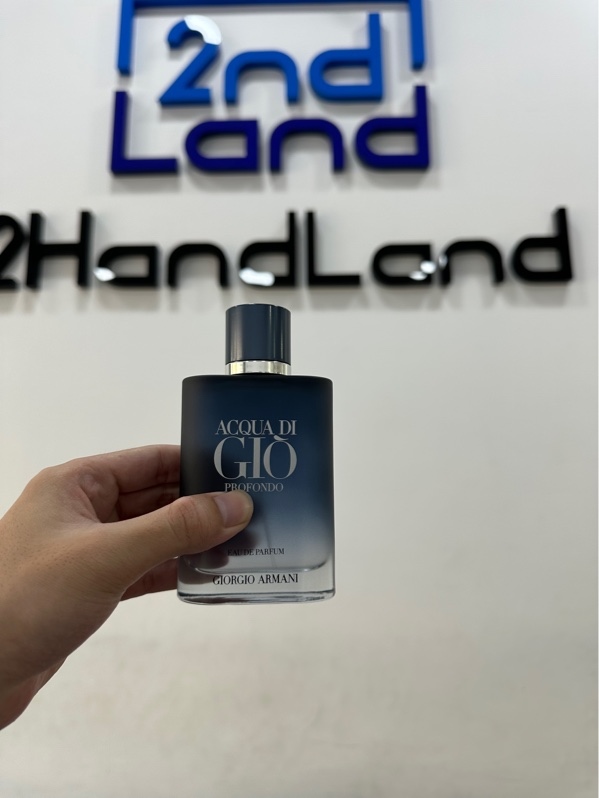 2nd
Land
2HandLand
ACQUA DI
GIÒ
PROFONDO
EAU DE PARFUM
GIORGIO ARMANI